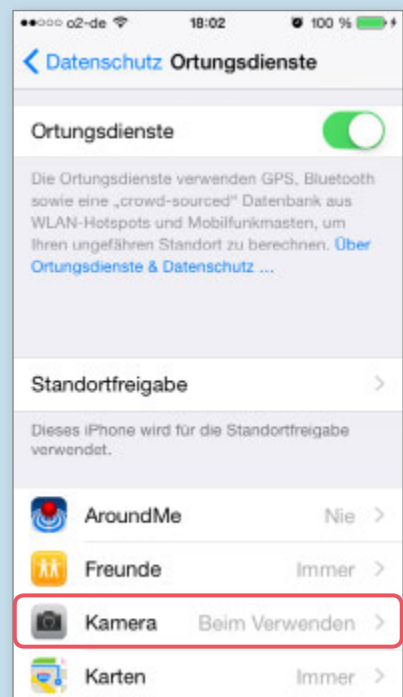 o2-de 18:02 100 %
Datenschutz Ortungsdienste
Ortungsdienste
Die Ortungsdienste verwenden GPS, Bluetooth
sowie eine „crowd-sourced" Datenbank aus
WLAN-Hotspots und Mobilfunkmasten, um
Ihren ungefähren Standort zu berechnen. Über
Ortungsdienste & Datenschutz ...
Standortfreigabe
Dieses iPhone wird für die Standortfreigabe
verwendet.
AroundMe Nie
Freunde Immer
Kamera Beim Verwenden
Karten Immer